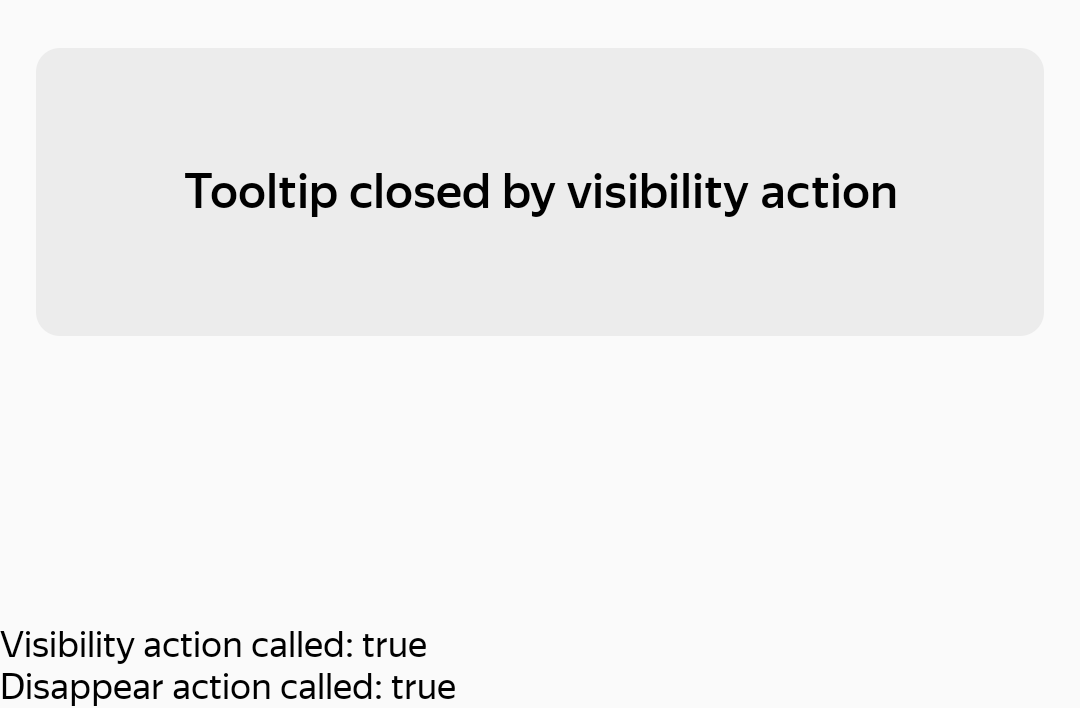 Tooltip closed by visibility action
Visibility action called: true
Disappear action called: true